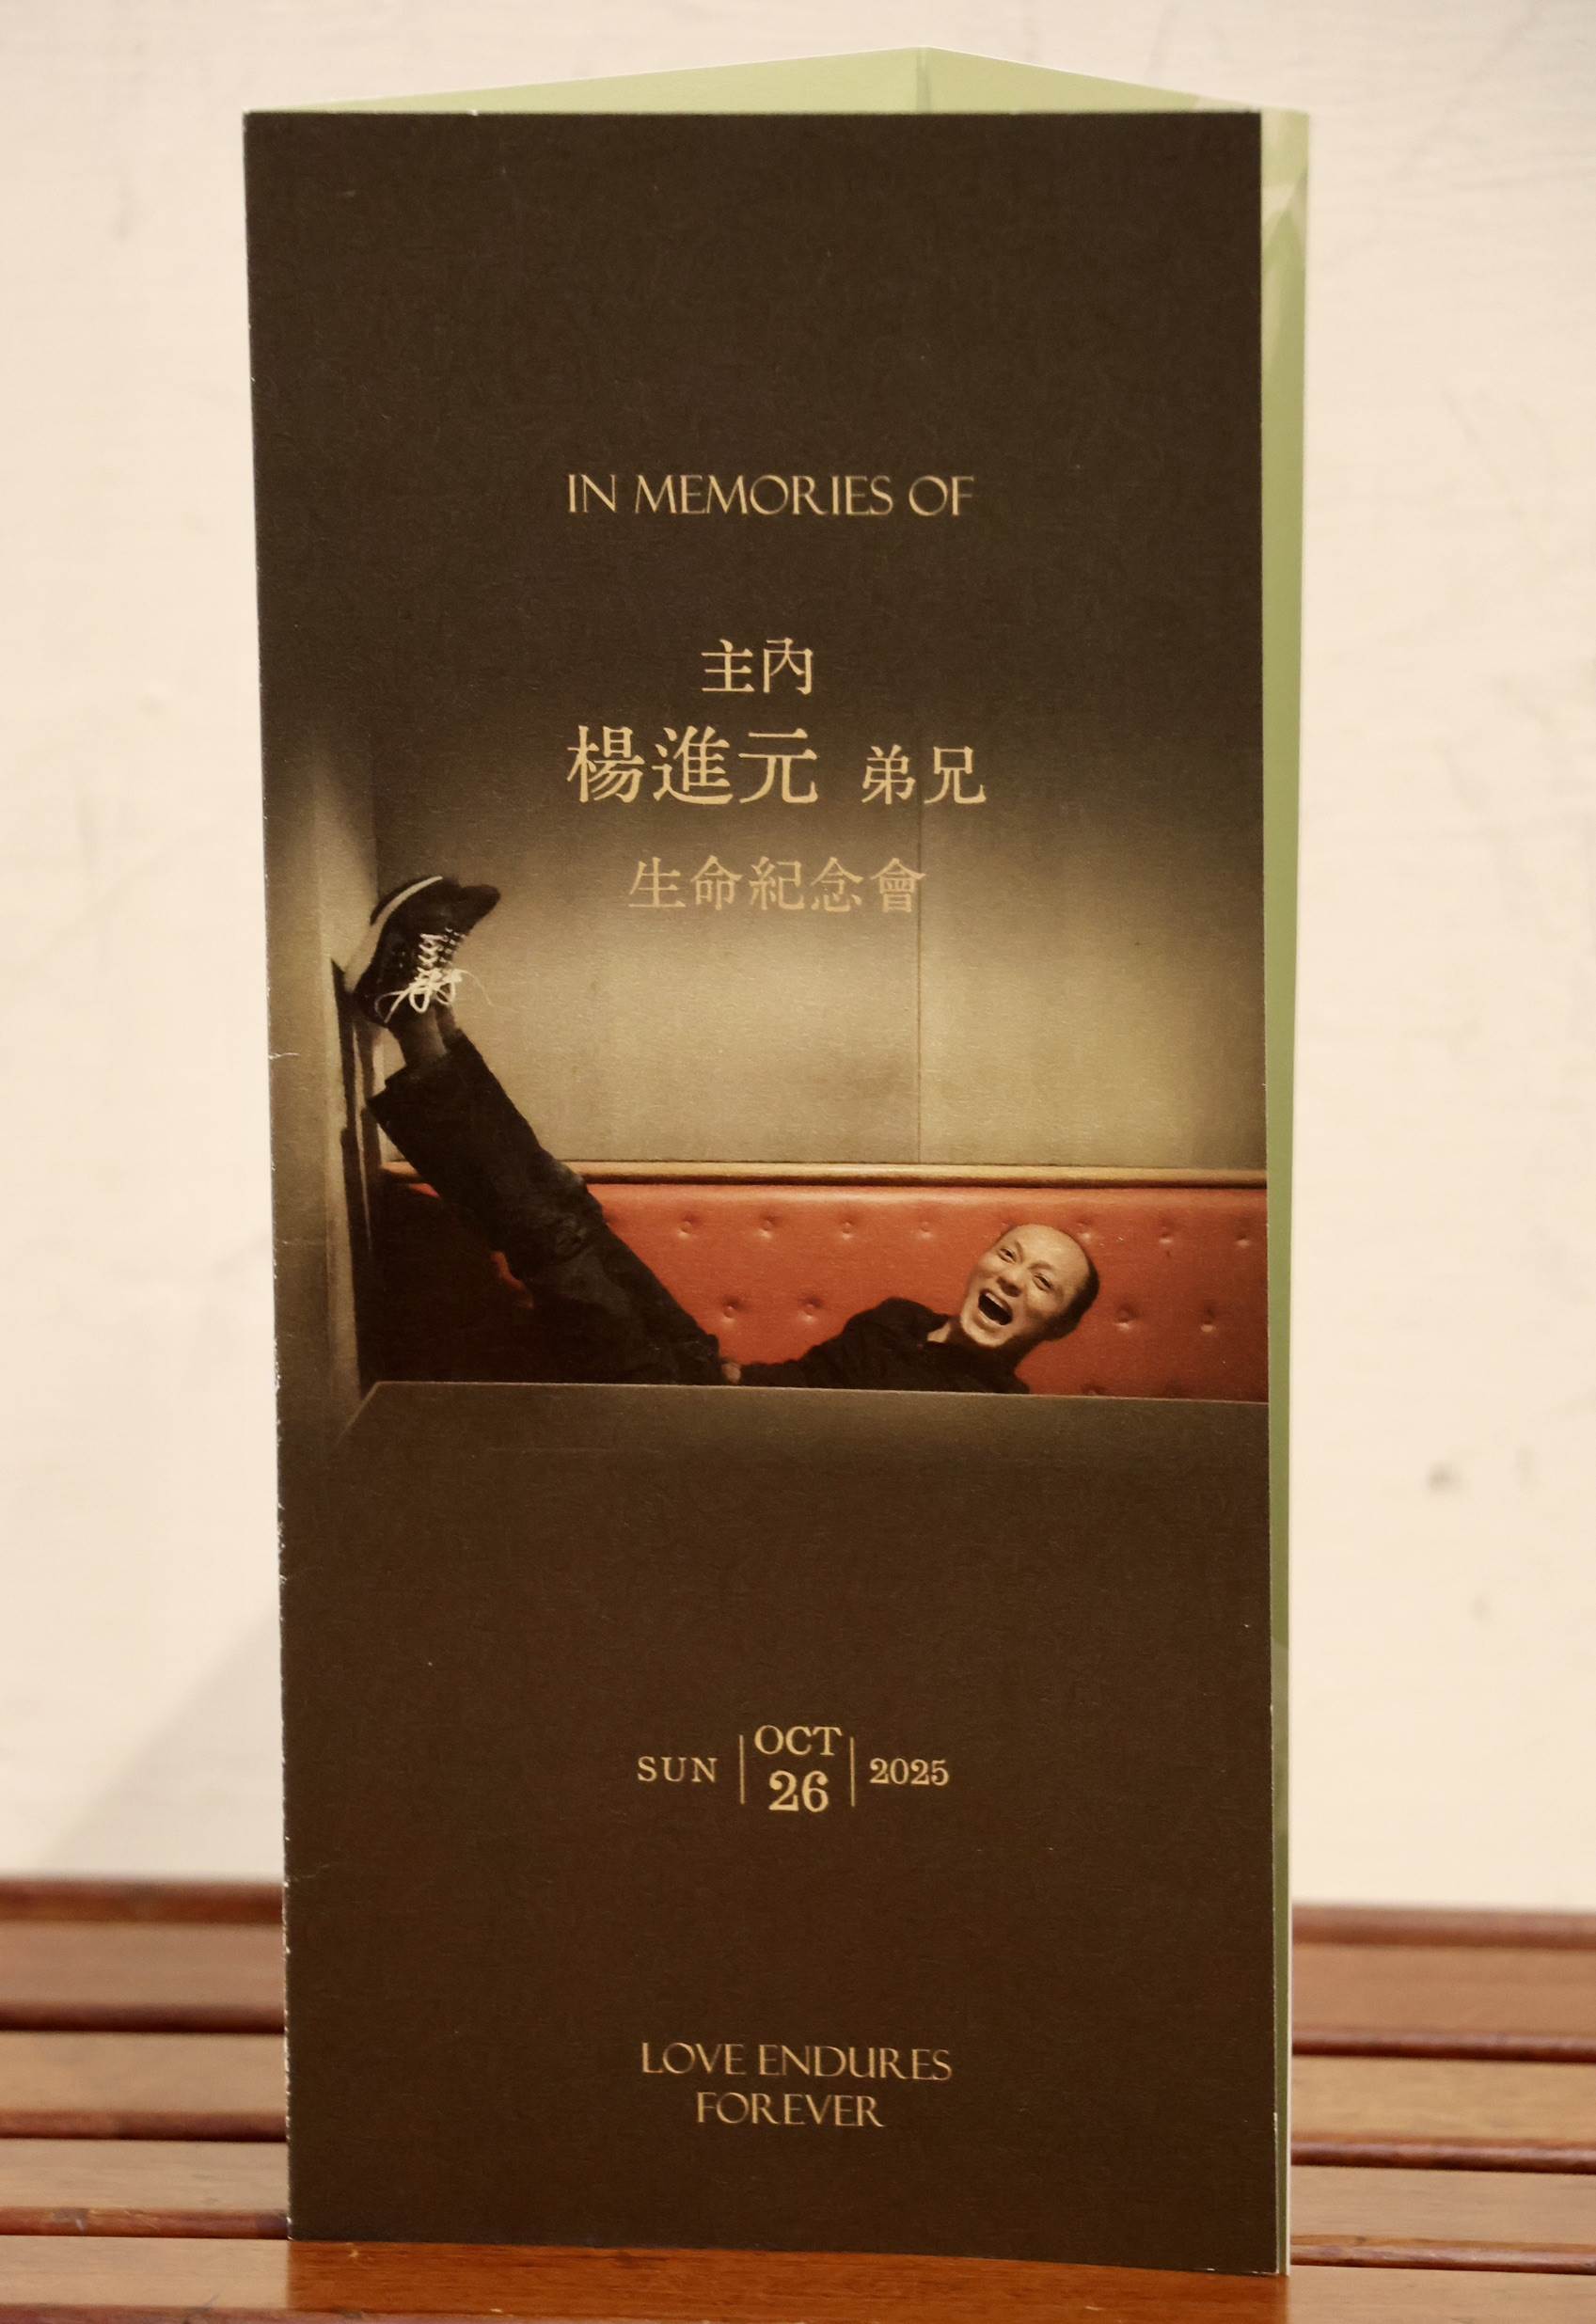 IN MEMORIES OF
主內
楊進元 弟兄
生命紀念會
SUN | OCT 26 | 2025
LOVE ENDURES
FOREVER